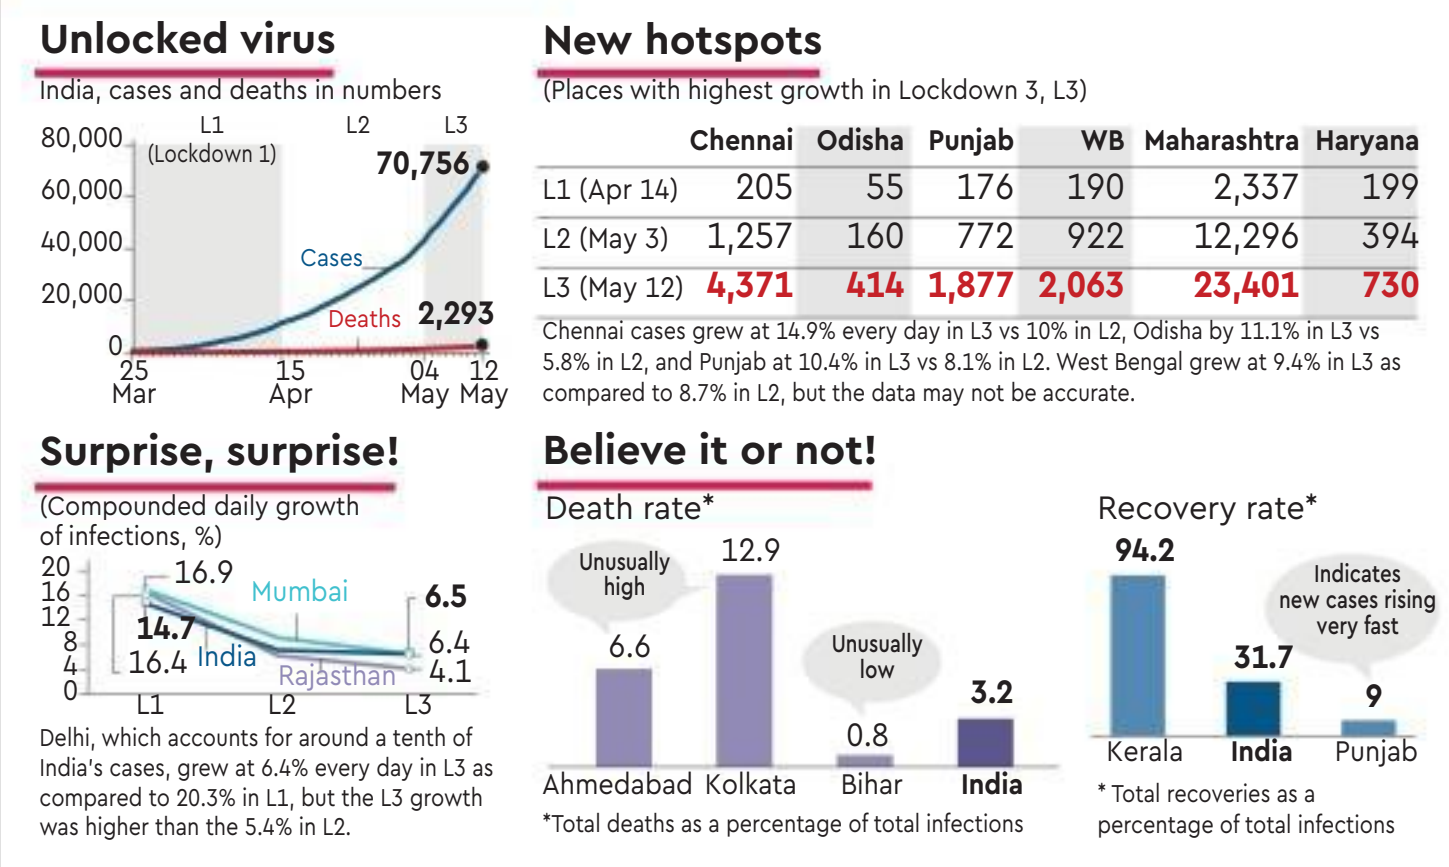 Unlocked virus
India, cases and deaths in numbers
L1 L2 L3
80,000
(Lockdown 1)
70,756
60,000
40,000
Cases
20,000
Deaths 2,293
0
25 15 04 12
Mar Apr May May
New hotspots
(Places with highest growth in Lockdown 3, L3)
Chennai Odisha Punjab WB Maharashtra Haryana
L1 (Apr 14) 205 55 176 190 2,337 199
L2 (May 3) 1,257 160 772 922 12,296 394
L3 (May 12) 4,371 414 1,877 2,063 23,401 730
Chennai cases grew at 14.9% every day in L3 vs 10% in L2, Odisha by 11.1% in L3 vs
5.8% in L2, and Punjab at 10.4% in L3 vs 8.1% in L2. West Bengal grew at 9.4% in L3 as
compared to 8.7% in L2, but the data may not be accurate.
Surprise, surprise!
(Compounded daily growth
of infections, %)
20
16.9
16
Mumbai 6.5
12
14.7
8
6.4
India
16.4
4
Rajasthan 4.1
0
L1 L2 L3
Delhi, which accounts for around a tenth of
India's cases, grew at 6.4% every day in L3 as
compared to 20.3% in L1, but the L3 growth
was higher than the 5.4% in L2.
Believe it or not!
Death rate*
Unusually
high
12.9
6.6
Unusually
low
0.8
3.2
Ahmedabad Kolkata Bihar India
*Total deaths as a percentage of total infections
Recovery rate*
94.2
Indicates
new cases rising
very fast
31.7
9
Kerala India Punjab
* Total recoveries as a
percentage of total infections